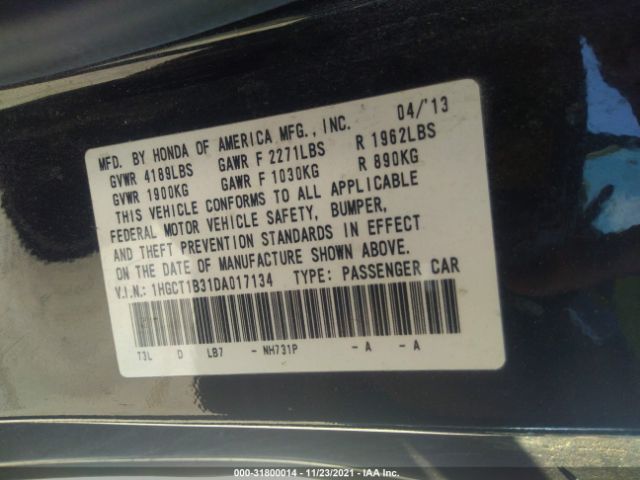 MFD. BY HONDA OF AMERICA MFG., INC. 04/'13
GVWR 4189LBS GAWR F 2271LBS R 1962LBS
GVWR 1900KG GAWR F 1030KG R 890KG
THIS VEHICLE CONFORMS TO ALL APPLICABLE
FEDERAL MOTOR VEHICLE SAFETY, BUMPER,
AND THEFT PREVENTION STANDARDS IN EFFECT
ON THE DATE OF MANUFACTURE SHOWN ABOVE.
V.I.N.: 1HGCT1B31DA017134 TYPE: PASSENGER CAR
T3L D LB7 - NH731P - A - A
000-31800014 - 11/23/2021 - IAA Inc.